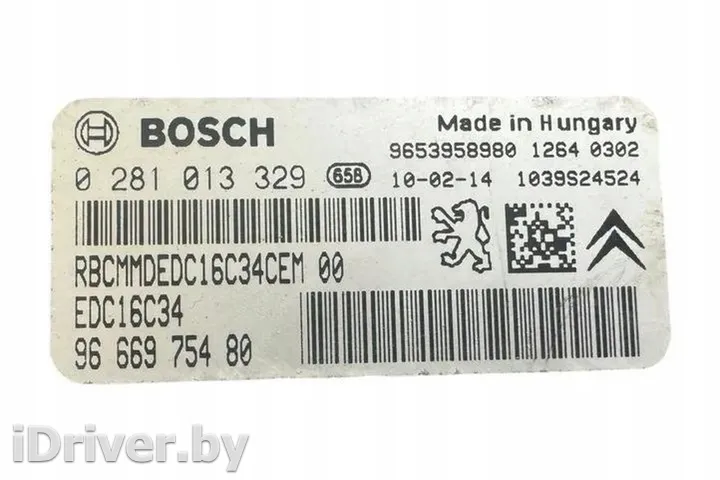 BOSCH
Made in Hungary
9653958980 1264 0302
0 281 013 329 658 10-02-14 1039S24524
RBCMMDEDC16C34CEM 00
EDC16C34
96 669 754 80
iDriver.by